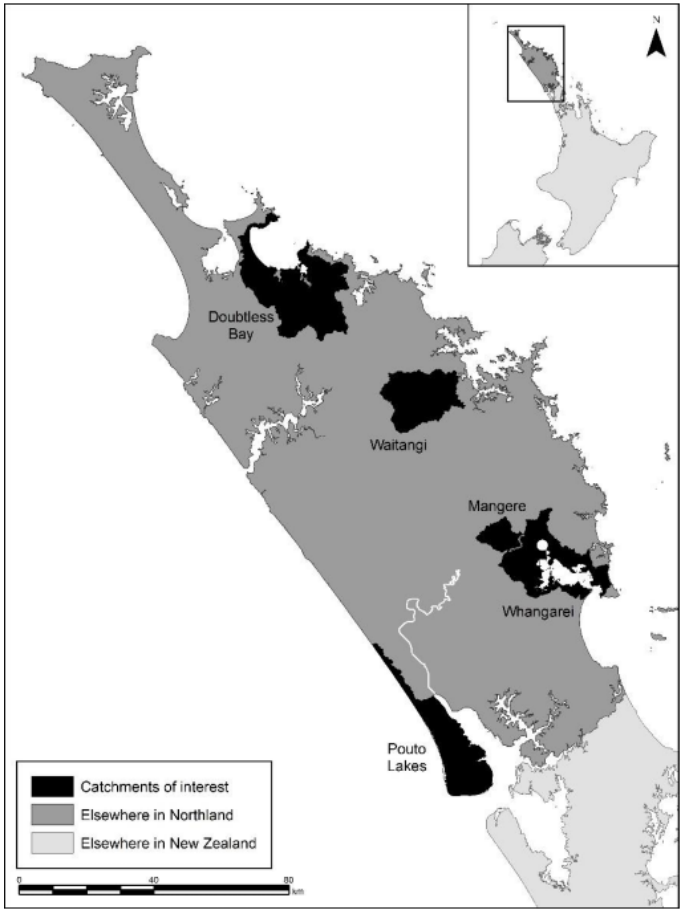 N
Doubtless
Bay
Waitangi
Mangere
Whangarei
Pouto
Lakes
Catchments of interest
Elsewhere in Northland
Elsewhere in New Zealand
0 40 80
km